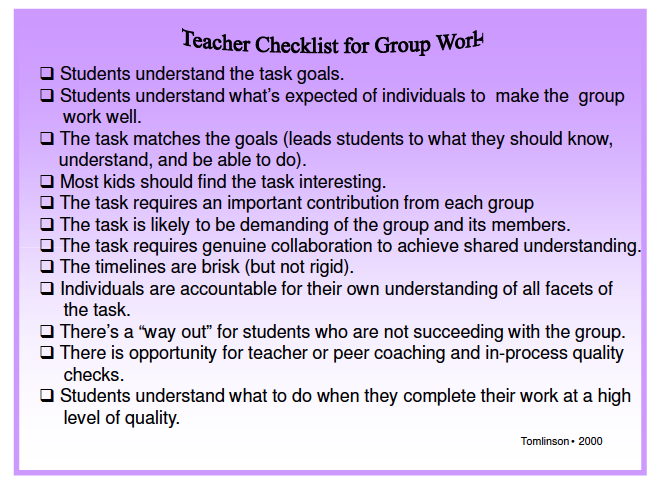 Teacher Checklist for Group Work
❑ Students understand the task goals.
❑ Students understand what's expected of individuals to make the group
work well.
❑ The task matches the goals (leads students to what they should know,
understand, and be able to do).
❑ Most kids should find the task interesting.
❑ The task requires an important contribution from each group
❑ The task is likely to be demanding of the group and its members.
❑ The task requires genuine collaboration to achieve shared understanding.
❑ The timelines are brisk (but not rigid).
❑ Individuals are accountable for their own understanding of all facets of
the task.
❑ There's a “way out” for students who are not succeeding with the group.
❑ There is opportunity for teacher or peer coaching and in-process quality
checks.
❑ Students understand what to do when they complete their work at a high
level of quality.
Tomlinson • 2000